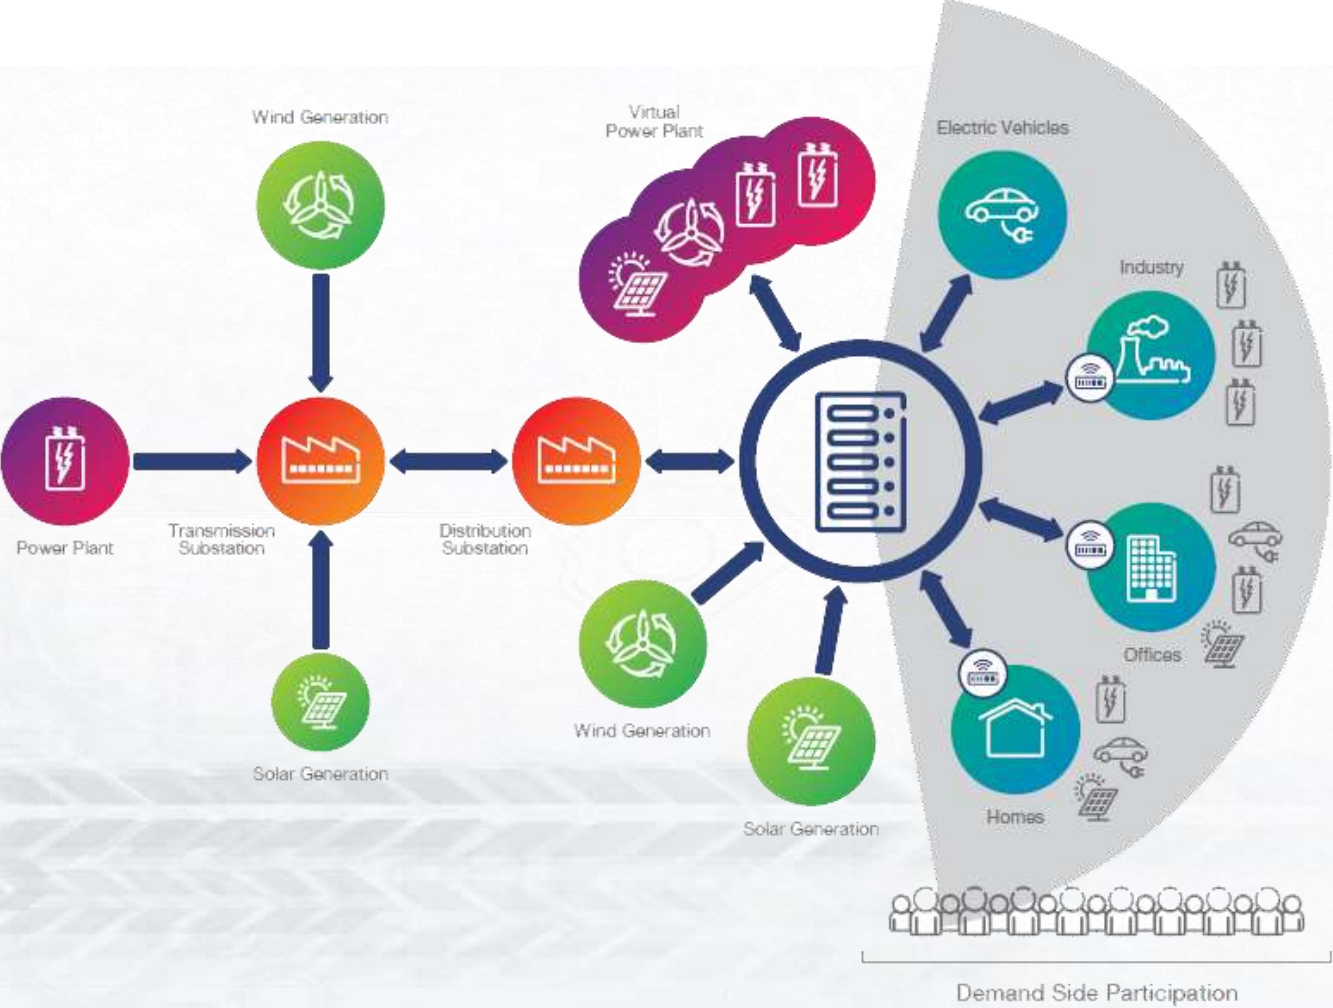 Wind Generation
Virtual
Power Plant
Electric Vehicles
Industry
Power Plant
Transmission
Substation
Distribution
Substation
Offices
Wind Generation
Solar Generation
Homes
Solar Generation
Demand Side Participation